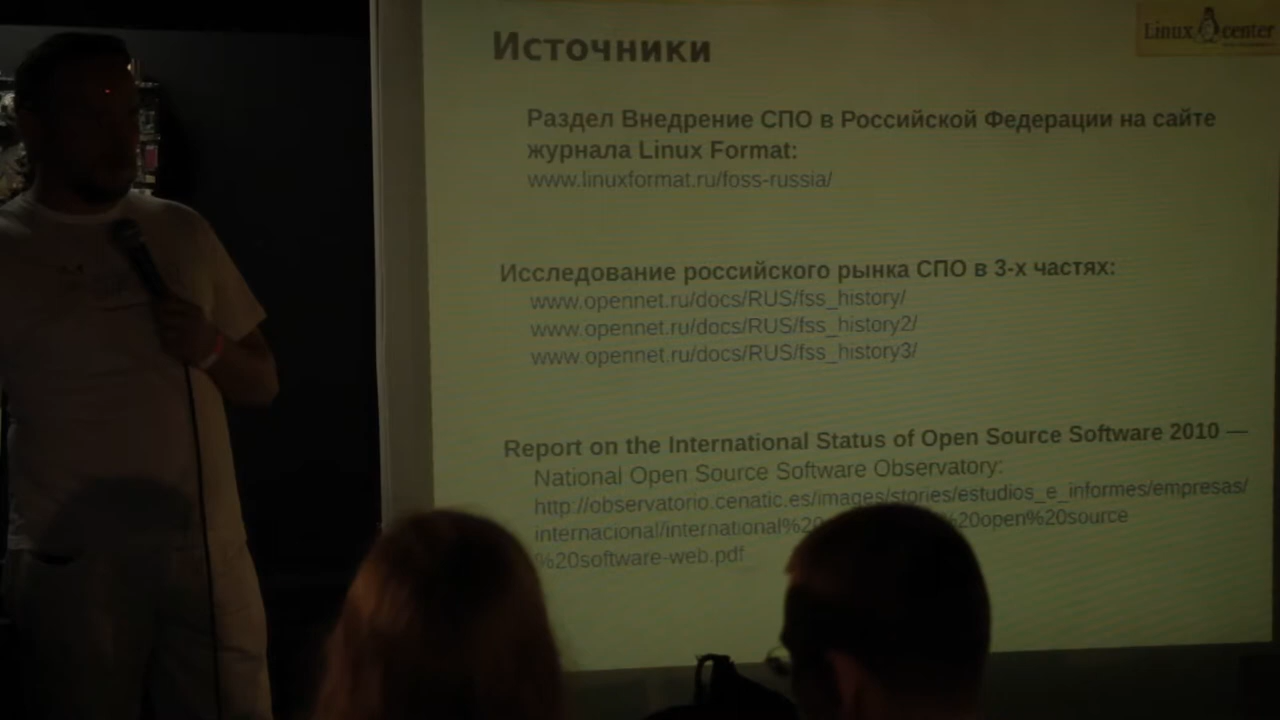 Linux center
Источники
Раздел Внедрение СПО в Российской Федерации на сайте
журнала Linux Format:
www.linuxformat.ru/foss-russia/
Исследование российского рынка СПО в 3-х частях:
www.opennet.ru/docs/RUS/fss_history/
www.opennet.ru/docs/RUS/fss_history2/
www.opennet.ru/docs/RUS/fss_history3/
Report on the International Status of Open Source Software 2010 —
National Open Source Software Observatory:
http://observatorio.cenatic.es/images/stories/estudios_e_informes/empresas/
internacional/international%20 %20open%20source
%20software-web.pdf